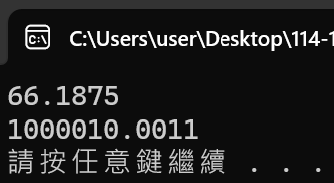 C:\Users\user\Desktop\114-1
66.1875
1000010.0011
請按任意鍵繼續 . . .